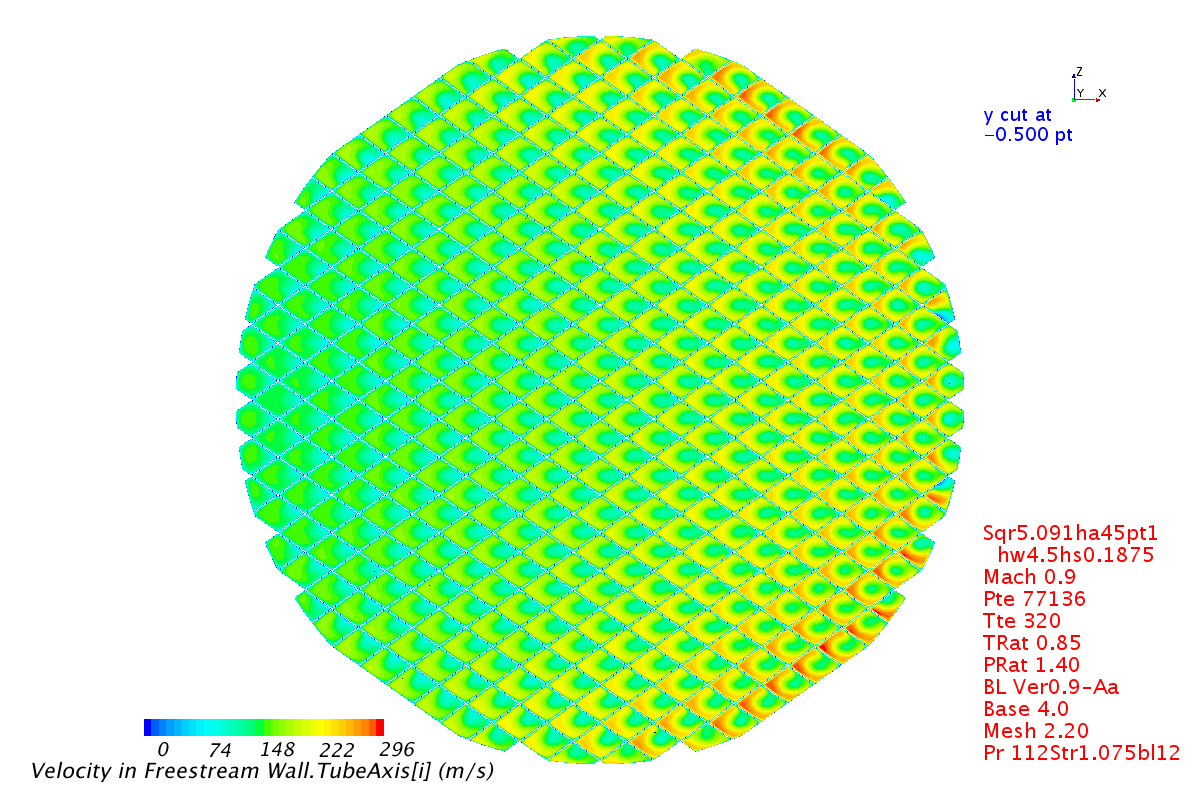 Z
Y X
y cut at
−0.500 pt
Sqr5.091ha45pt1
hw4.5hs0.1875
Mach 0.9
Pte 77136
Tte 320
TRat 0.85
PRat 1.40
BL Ver0.9−Aa
Base 4.0
Mesh 2.20
Pr 112Str1.075bl12
0 74 148 222 296
Velocity in Freestream Wall.TubeAxis[i] (m/s)